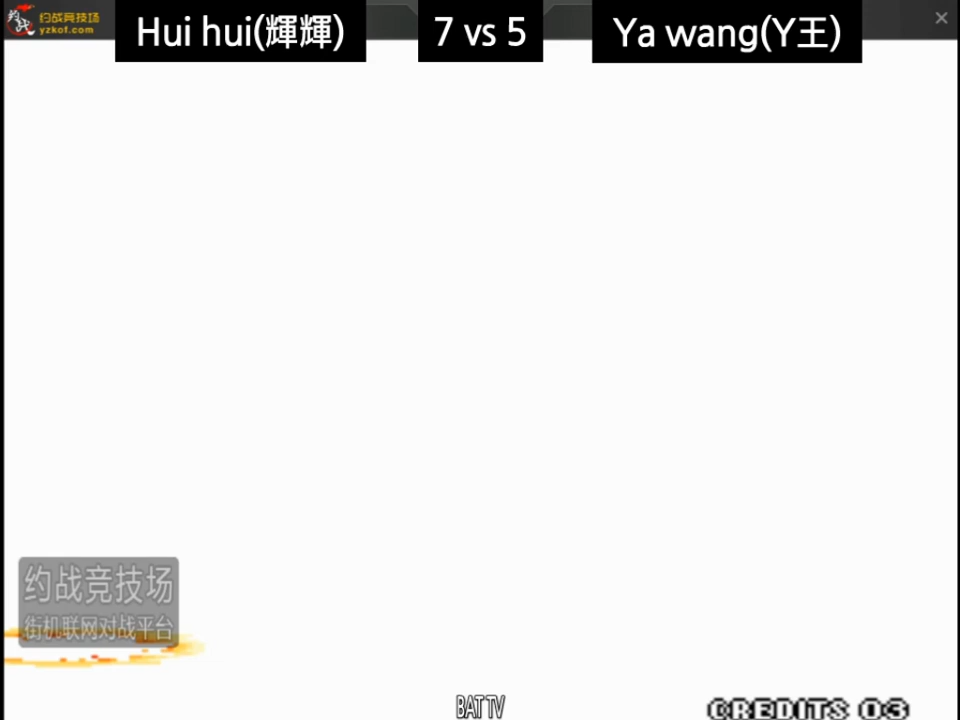 约战竞技场
yzkof.com
Hui hui(輝輝)
7 vs 5
Ya wang(Y王)
约战竞技场
街机联网对战平台
BAT TV
CREDITS 03